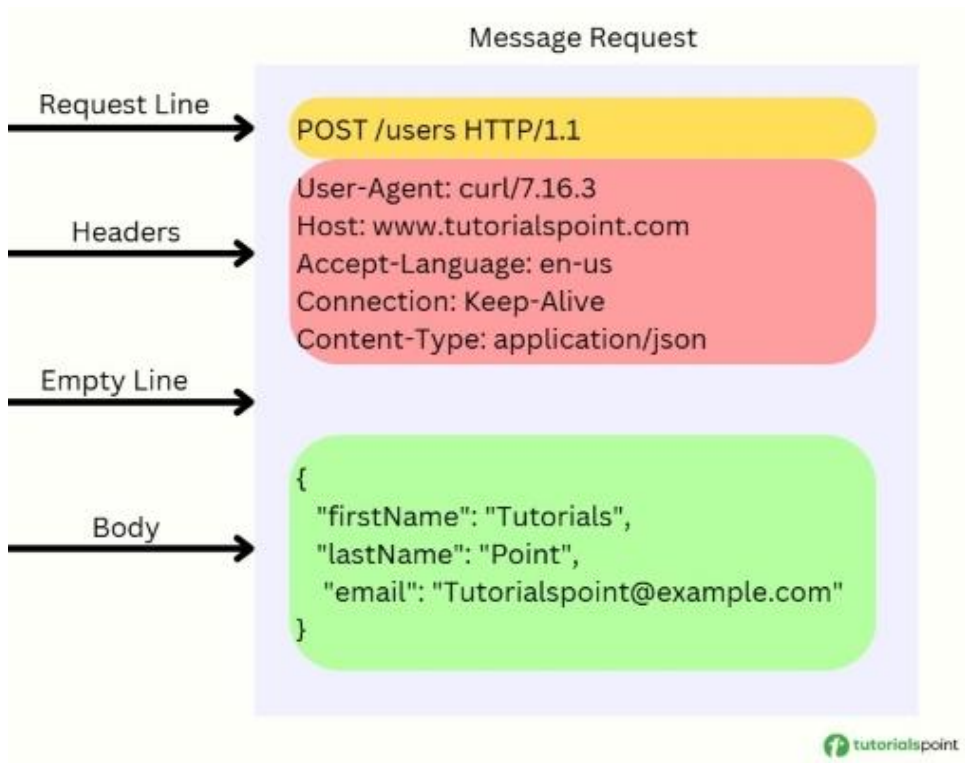 Message Request
Request Line
POST /users HTTP/1.1
Headers
User-Agent: curl/7.16.3
Host: www.tutorialspoint.com
Accept-Language: en-us
Connection: Keep-Alive
Content-Type: application/json
Empty Line
Body
{
"firstName": "Tutorials",
"lastName": "Point",
"email": "Tutorialspoint@example.com"
}
tutorialspoint